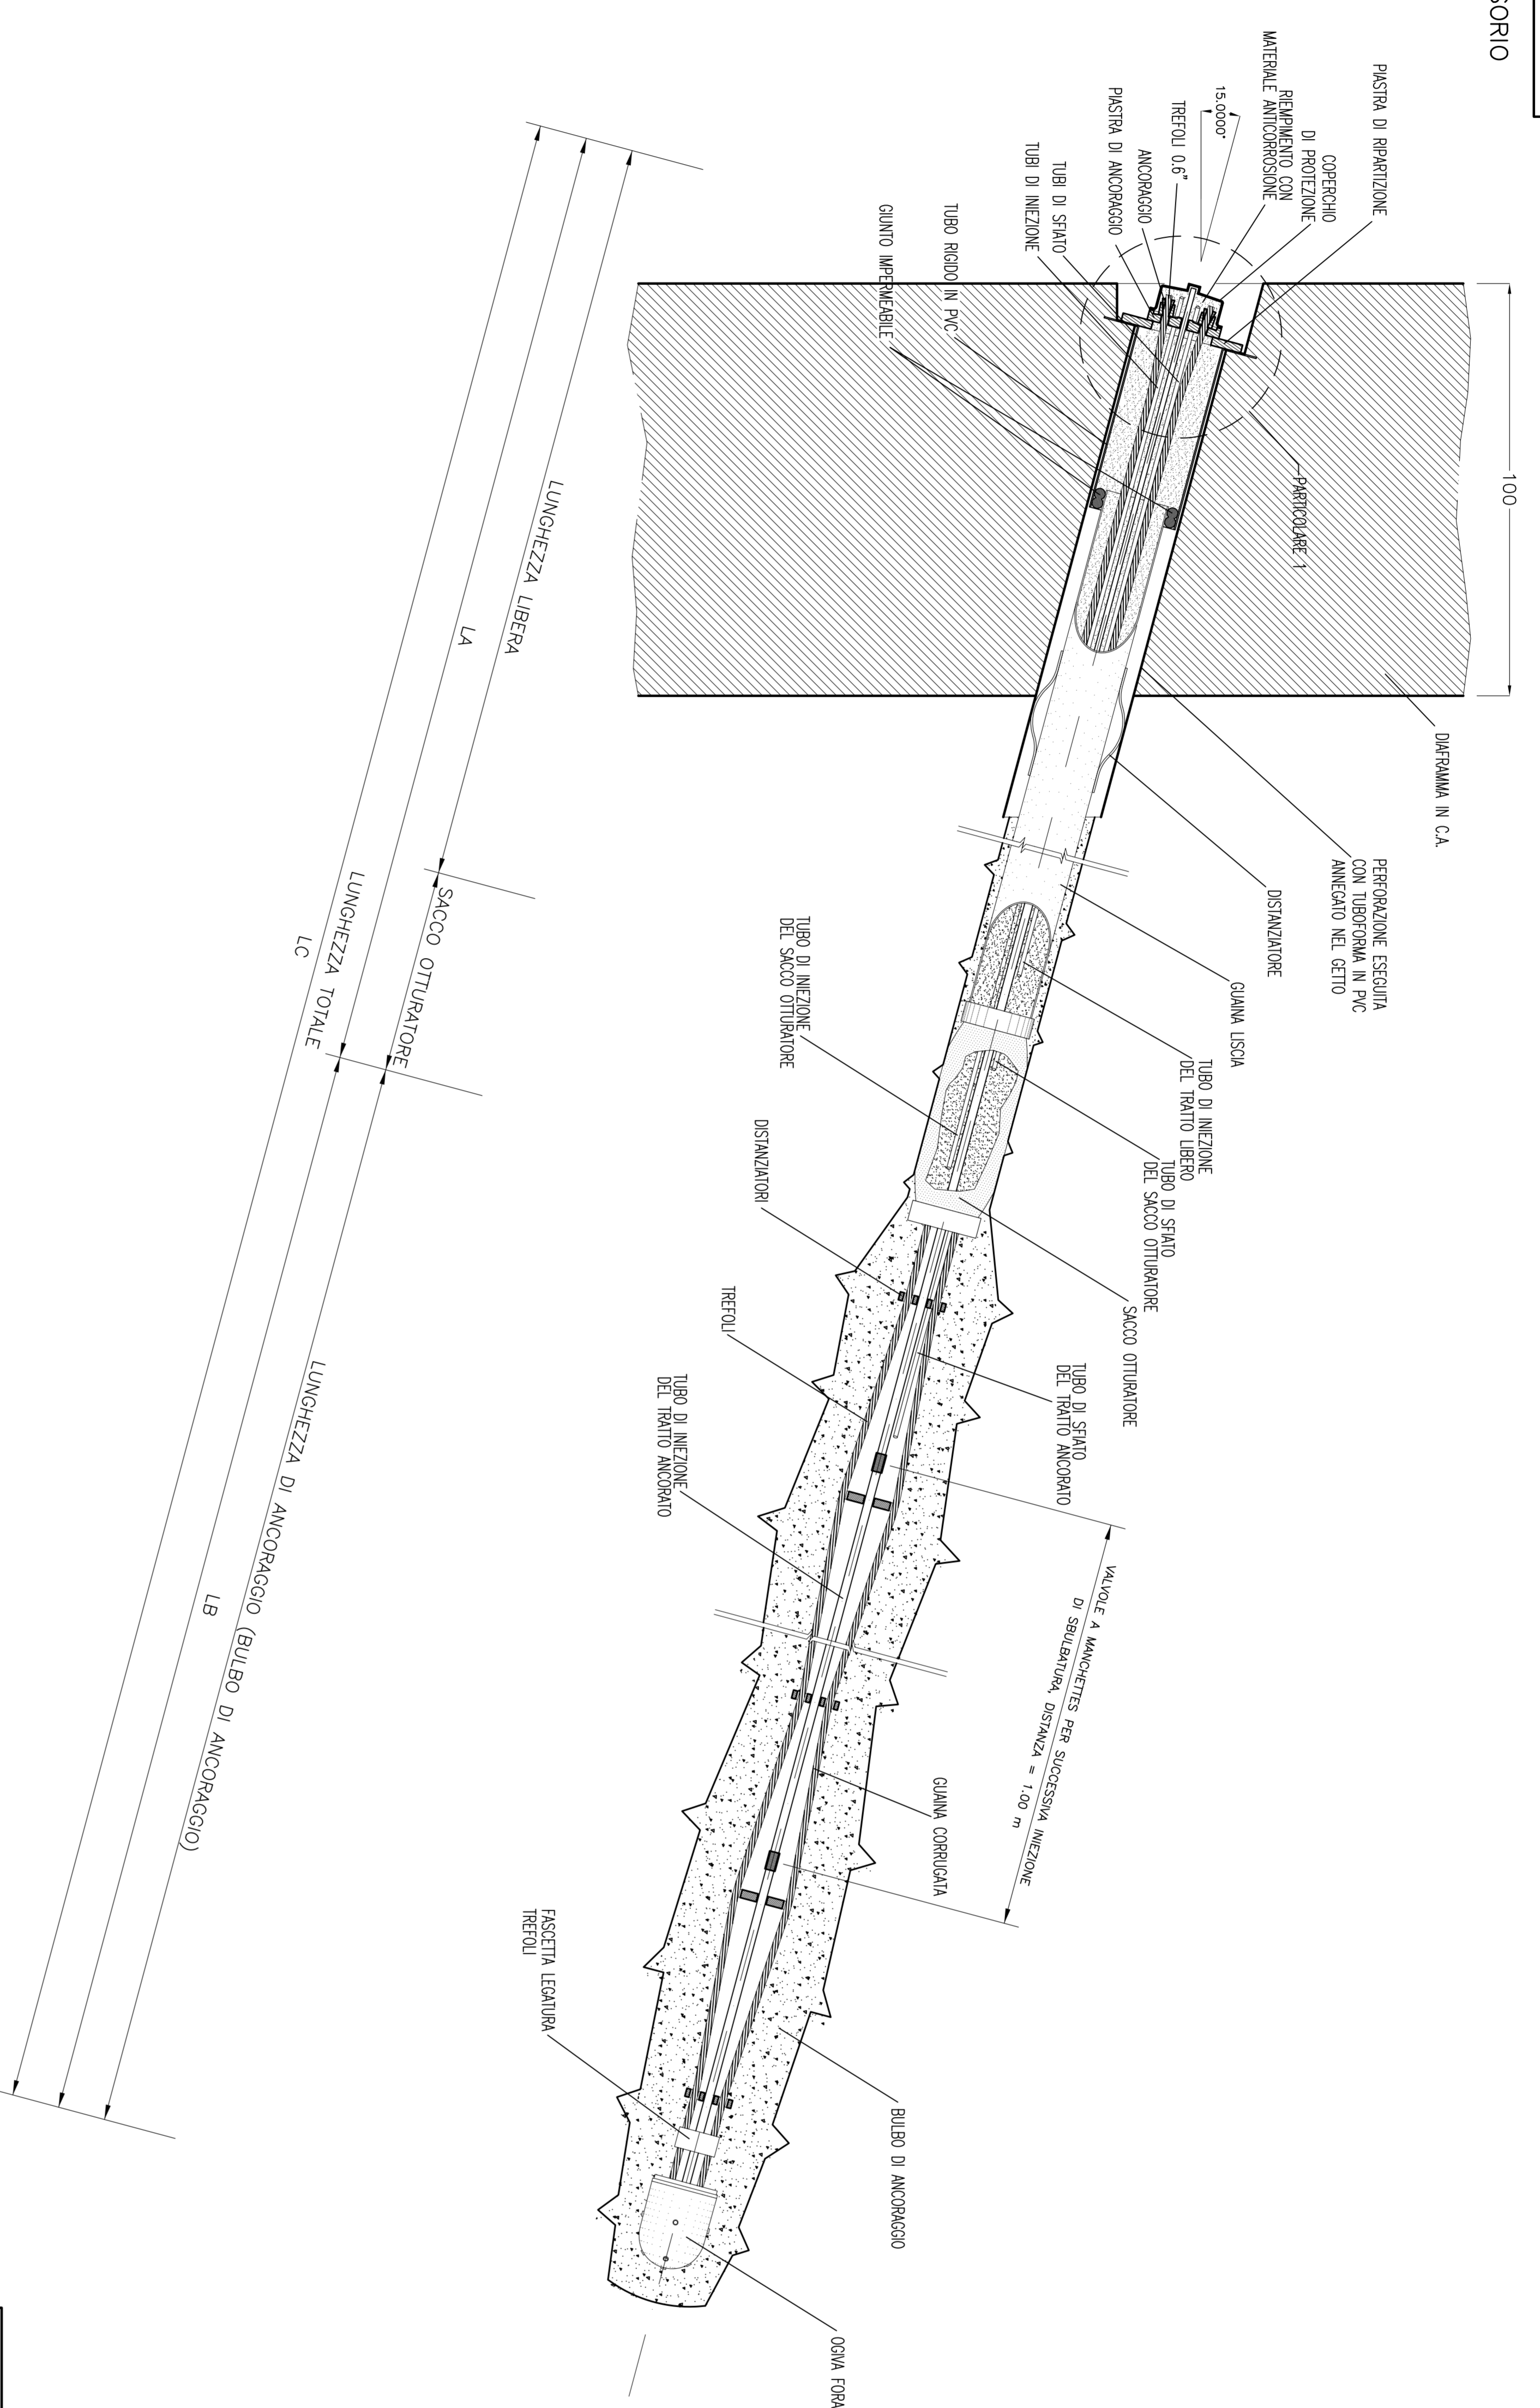 PIASTRA DI RIPARTIZIONE
COPERCHIO
DI PROTEZIONE
RIEMPIMENTO CON
MATERIALE ANTICORROSIONE
15.0000°
TREFOLI 0.6"
ANCORAGGIO
PIASTRA DI ANCORAGGIO
TUBI DI SFIATO
TUBI DI INIEZIONE
TUBO RIGIDO IN PVC
GIUNTO IMPERMEABILE
100
PARTICOLARE 1
DIAFRAMMA IN C.A.
PERFORAZIONE ESEGUITA
CON TUBOFORMA IN PVC
ANNEGATO NEL GETTO
DISTANZIATORE
GUAINA LISCIA
TUBO DI INIEZIONE
DEL TRATTO LIBERO
TUBO DI SFIATO
DEL SACCO OTTURATORE
SACCO OTTURATORE
TUBO DI INIEZIONE
DEL SACCO OTTURATORE
DISTANZIATORI
TREFOLI
TUBO DI SFIATO
DEL TRATTO ANCORATO
TUBO DI INIEZIONE
DEL TRATTO ANCORATO
VALVOLE A MANCHETTES PER SUCCESSIVA INIEZIONE
DI SBULBATURA, DISTANZA = 1.00 m
GUAINA CORRUGATA
FASCETTA LEGATURA
TREFOLI
BULBO DI ANCORAGGIO
LUNGHEZZA LIBERA
SACCO OTTURATORE
LUNGHEZZA DI ANCORAGGIO (BULBO DI ANCORAGGIO)
LA
LB
LUNGHEZZA TOTALE
LC
OGIVA